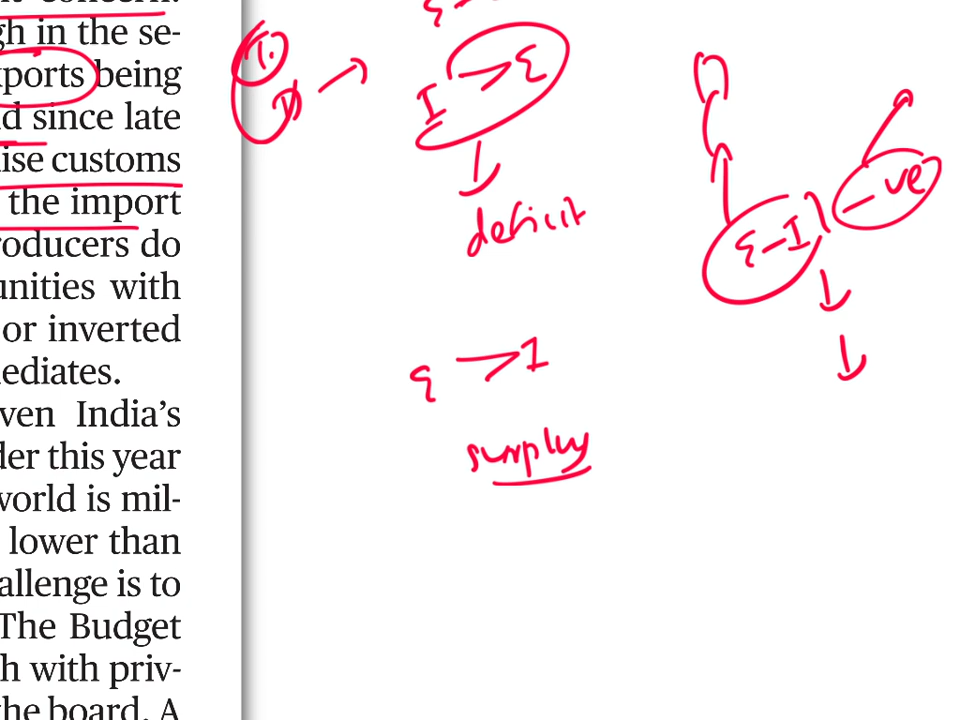 t concern.
gh in the se-
xports being
d since late
ise customs
the import
roducers do
unities with
or inverted
ediates.
ven India's
der this year
world is mil-
lower than
allenge is to
The Budget
h with priv-
the board. A
T.
D →
I > E
↓
deficit
E > I
surplus
E-I
-ve